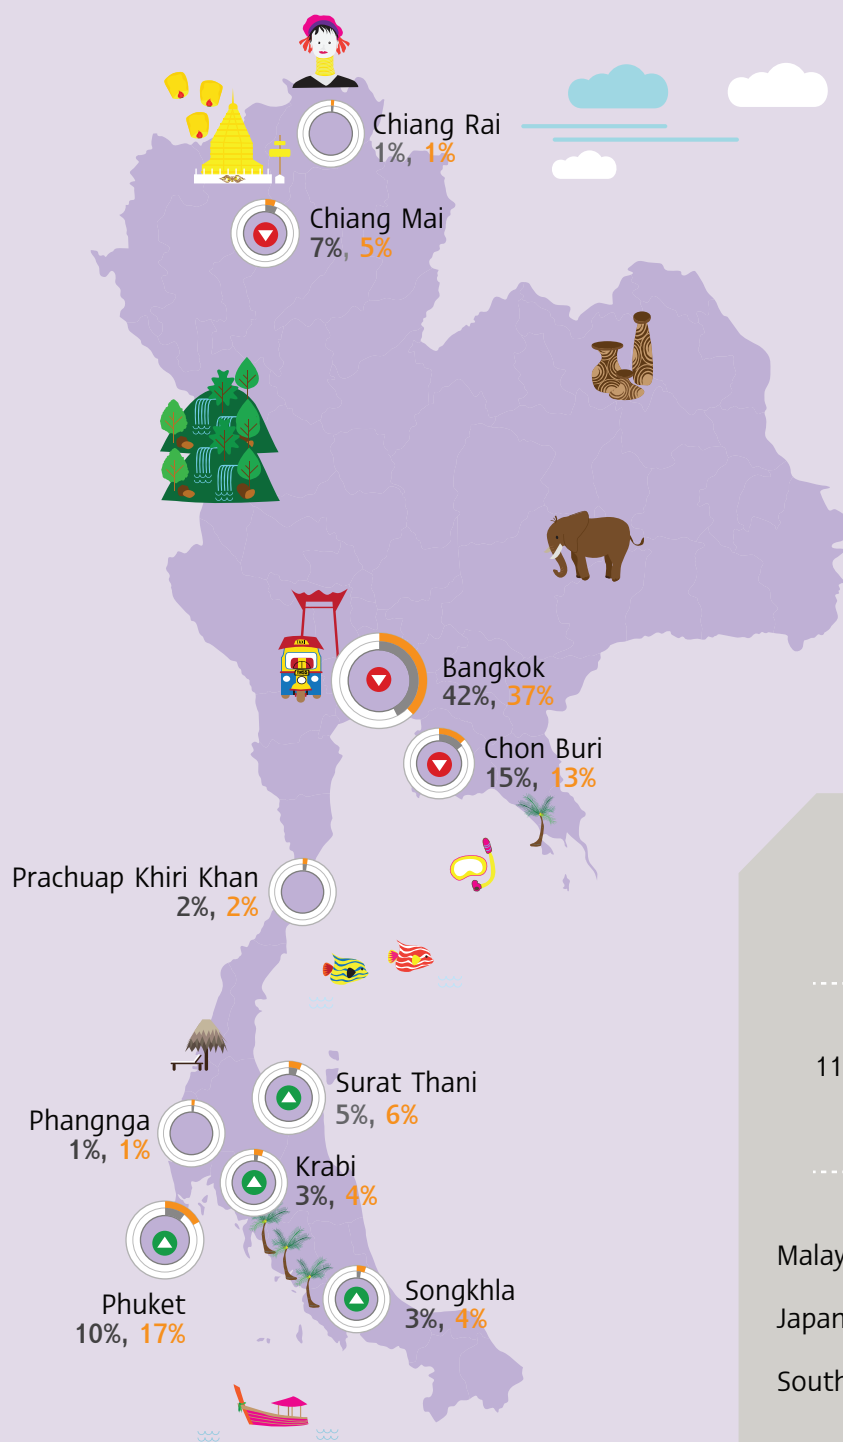 Chiang Rai
1%, 1%
Chiang Mai
7%, 5%
Bangkok
42%, 37%
Chon Buri
15%, 13%
Prachuap Khiri Khan
2%, 2%
Surat Thani
5%, 6%
Phangnga
1%, 1%
Krabi
3%, 4%
Phuket
10%, 17%
Songkhla
3%, 4%
11
Malay
Japan
South